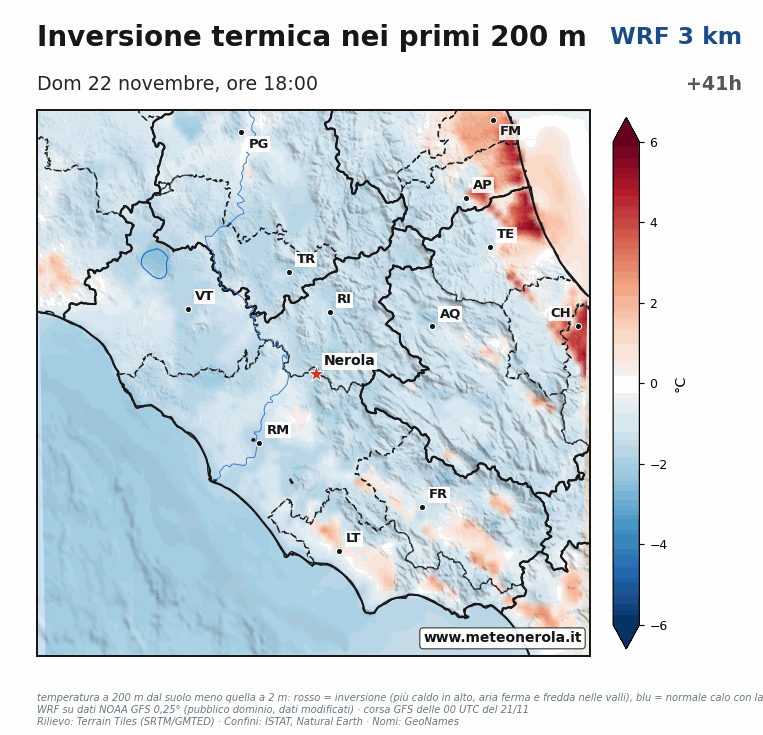 Inversione termica nei primi 200 m WRF 3 km
Dom 22 novembre, ore 18:00 +41h
FM
PG
AP
TE
TR
VT
RI
AQ
CH
Nerola
RM
FR
LT
www.meteonerola.it
6
4
2
0
−2
−4
−6
°C
temperatura a 200 m dal suolo meno quella a 2 m: rosso = inversione (più caldo in alto, aria ferma e fredda nelle valli), blu = normale calo con la
WRF su dati NOAA GFS 0,25° (pubblico dominio, dati modificati) · corsa GFS delle 00 UTC del 21/11
Rilievo: Terrain Tiles (SRTM/GMTED) · Confini: ISTAT, Natural Earth · Nomi: GeoNames